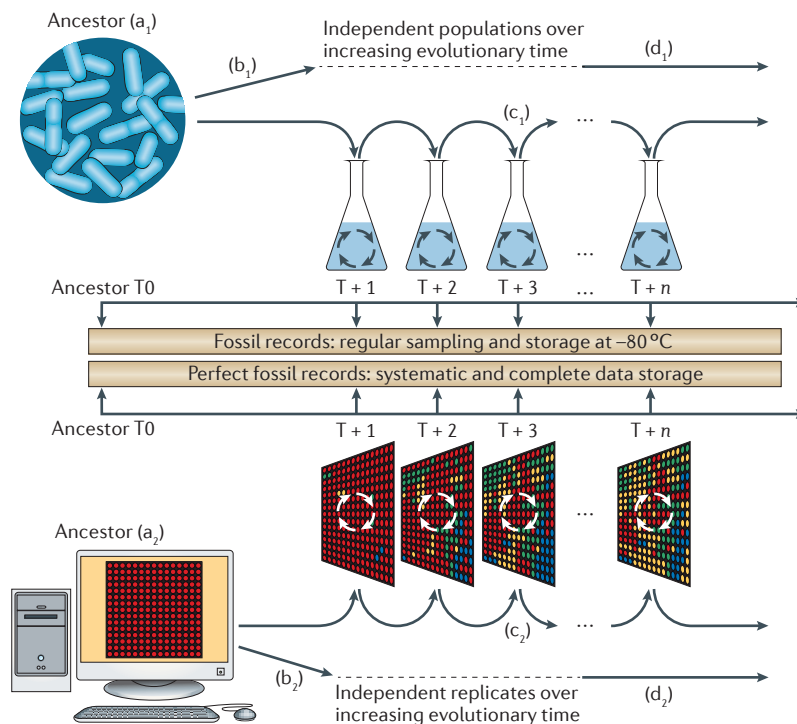 Ancestor (a1)
Independent populations over
increasing evolutionary time
(b1)
(d1)
(c1)
...
...
Ancestor T0
T + 1
T + 2
T + 3
...
T + n
Fossil records: regular sampling and storage at –80 ºC
Perfect fossil records: systematic and complete data storage
Ancestor T0
T + 1
T + 2
T + 3
...
T + n
...
Ancestor (a2)
(c2)
...
(b2)
(d2)
Independent replicates over
increasing evolutionary time